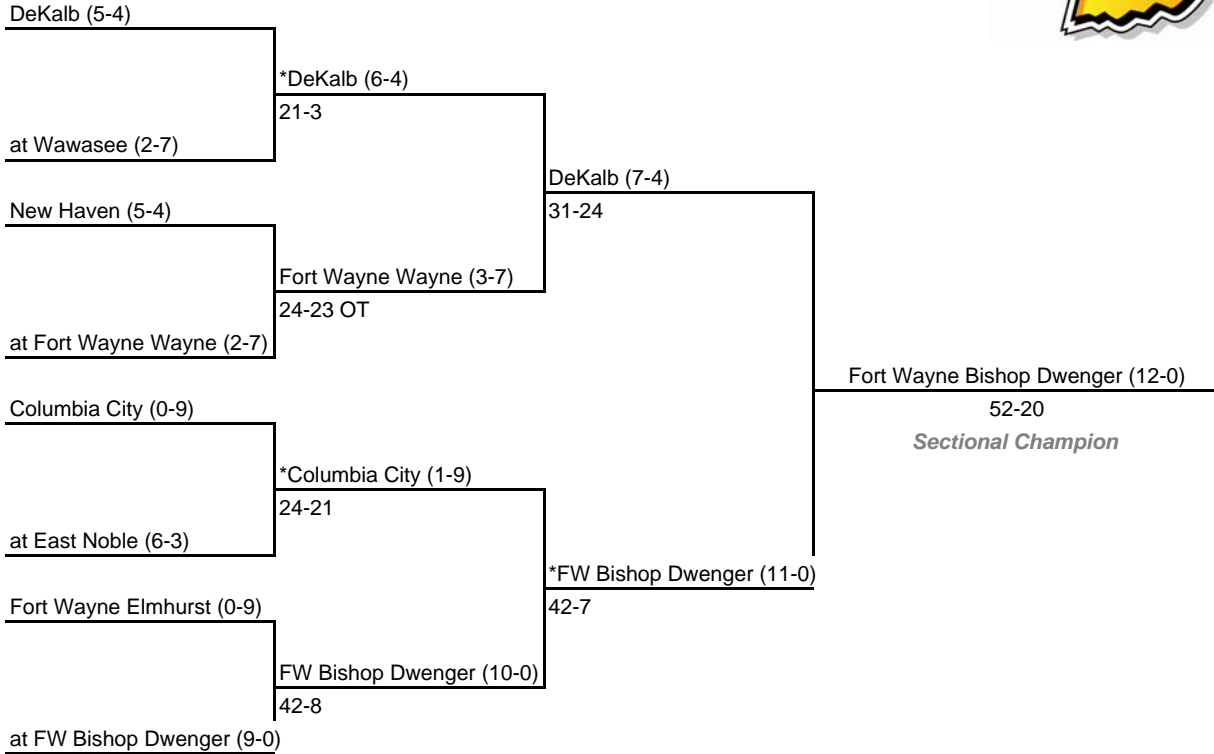 DeKalb (5-4)
*DeKalb (6-4)
21-3
at Wawasee (2-7)
DeKalb (7-4)
31-24
New Haven (5-4)
Fort Wayne Wayne (3-7)
24-23 OT
at Fort Wayne Wayne (2-7)
Fort Wayne Bishop Dwenger (12-0)
52-20
Sectional Champion
Columbia City (0-9)
*Columbia City (1-9)
24-21
at East Noble (6-3)
*FW Bishop Dwenger (11-0)
42-7
Fort Wayne Elmhurst (0-9)
FW Bishop Dwenger (10-0)
42-8
at FW Bishop Dwenger (9-0)